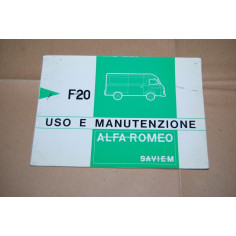 F20
USO E MANUTENZIONE
ALFA ROMEO
SAVIEM